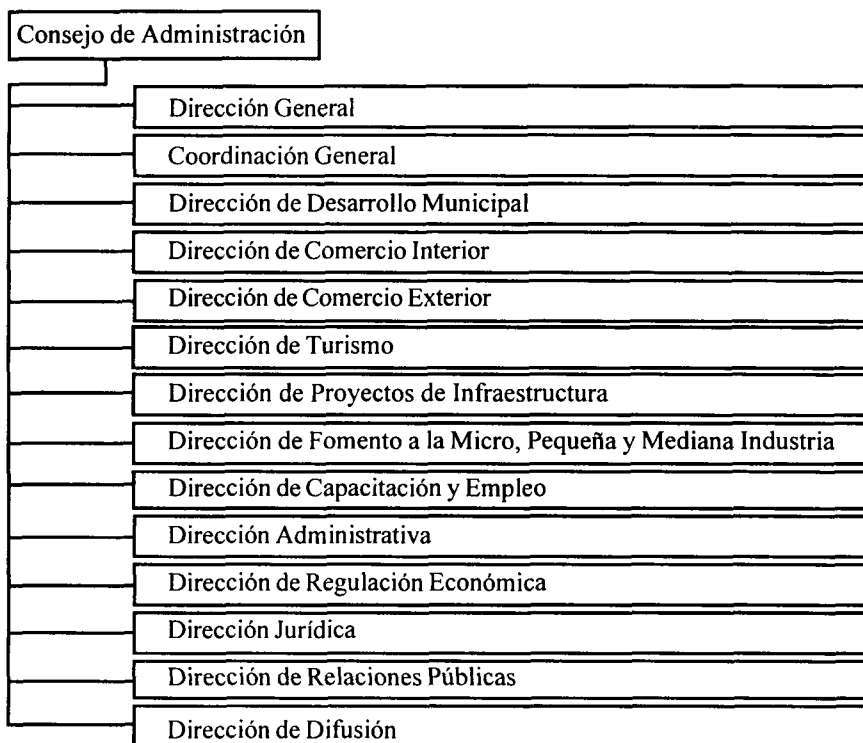 Consejo de Administración
Dirección General
Coordinación General
Dirección de Desarrollo Municipal
Dirección de Comercio Interior
Dirección de Comercio Exterior
Dirección de Turismo
Dirección de Proyectos de Infraestructura
Dirección de Fomento a la Micro, Pequeña y Mediana Industria
Dirección de Capacitación y Empleo
Dirección Administrativa
Dirección de Regulación Económica
Dirección Jurídica
Dirección de Relaciones Públicas
Dirección de Difusión